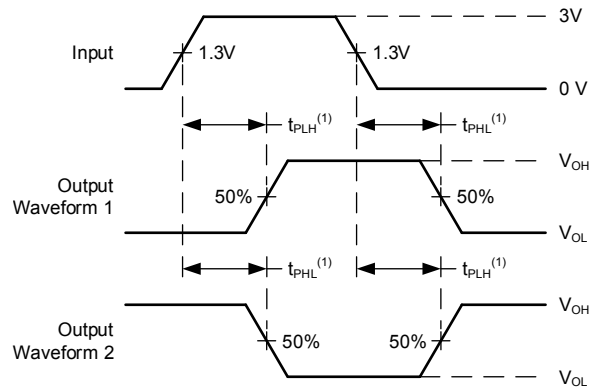 3V
Input
1.3V
1.3V
0 V
tPLH(1)
tPHL(1)
VOH
Output
Waveform 1
50%
50%
VOL
tPHL(1)
tPLH(1)
VOH
Output
Waveform 2
50%
50%
VOL